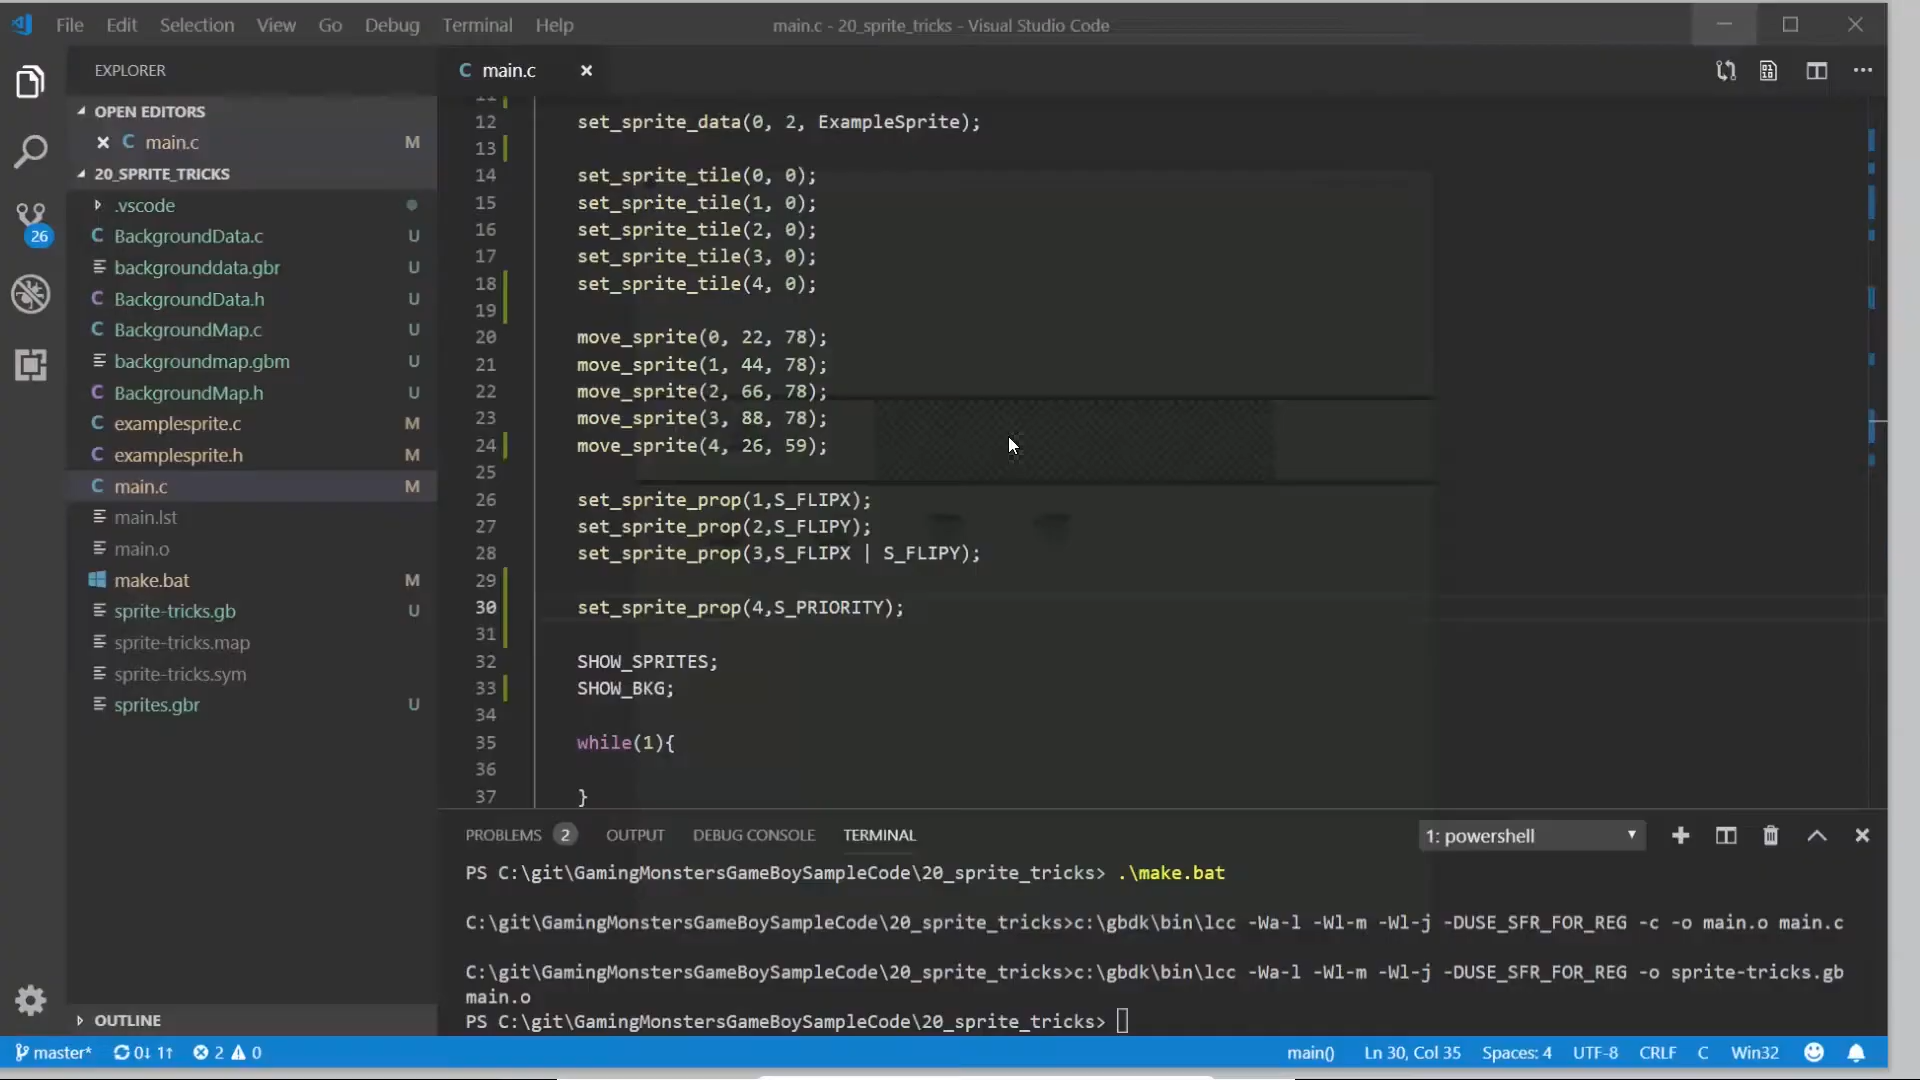 File Edit Selection View Go Debug Terminal Help
main.c - 20_sprite_tricks - Visual Studio Code
EXPLORER
OPEN EDITORS
main.c M
20_SPRITE_TRICKS
.vscode
BackgroundData.c U
backgrounddata.gbr U
BackgroundData.h U
BackgroundMap.c U
backgroundmap.gbm U
BackgroundMap.h U
examplesprite.c M
examplesprite.h M
main.c M
main.lst
main.o
make.bat M
sprite-tricks.gb U
sprite-tricks.map
sprite-tricks.sym
sprites.gbr U
OUTLINE
26
C main.c
11
12 set_sprite_data(0, 2, ExampleSprite);
13
14 set_sprite_tile(0, 0);
15 set_sprite_tile(1, 0);
16 set_sprite_tile(2, 0);
17 set_sprite_tile(3, 0);
18 set_sprite_tile(4, 0);
19
20 move_sprite(0, 22, 78);
21 move_sprite(1, 44, 78);
22 move_sprite(2, 66, 78);
23 move_sprite(3, 88, 78);
24 move_sprite(4, 26, 59);
25
26 set_sprite_prop(1,S_FLIPX);
27 set_sprite_prop(2,S_FLIPY);
28 set_sprite_prop(3,S_FLIPX | S_FLIPY);
29
30 set_sprite_prop(4,S_PRIORITY);
31
32 SHOW_SPRITES;
33 SHOW_BKG;
34
35 while(1){
36
37 }
PROBLEMS 2 OUTPUT DEBUG CONSOLE TERMINAL 1: powershell
PS C:\git\GamingMonstersGameBoySampleCode\20_sprite_tricks> .\make.bat
C:\git\GamingMonstersGameBoySampleCode\20_sprite_tricks>c:\gbdk\bin\lcc -Wa-l -Wl-m -Wl-j -DUSE_SFR_FOR_REG -c -o main.o main.c
C:\git\GamingMonstersGameBoySampleCode\20_sprite_tricks>c:\gbdk\bin\lcc -Wa-l -Wl-m -Wl-j -DUSE_SFR_FOR_REG -o sprite-tricks.gb
main.o
PS C:\git\GamingMonstersGameBoySampleCode\20_sprite_tricks>
master* 0↓ 1↑ 2 0 main() Ln 30, Col 35 Spaces: 4 UTF-8 CRLF C Win32